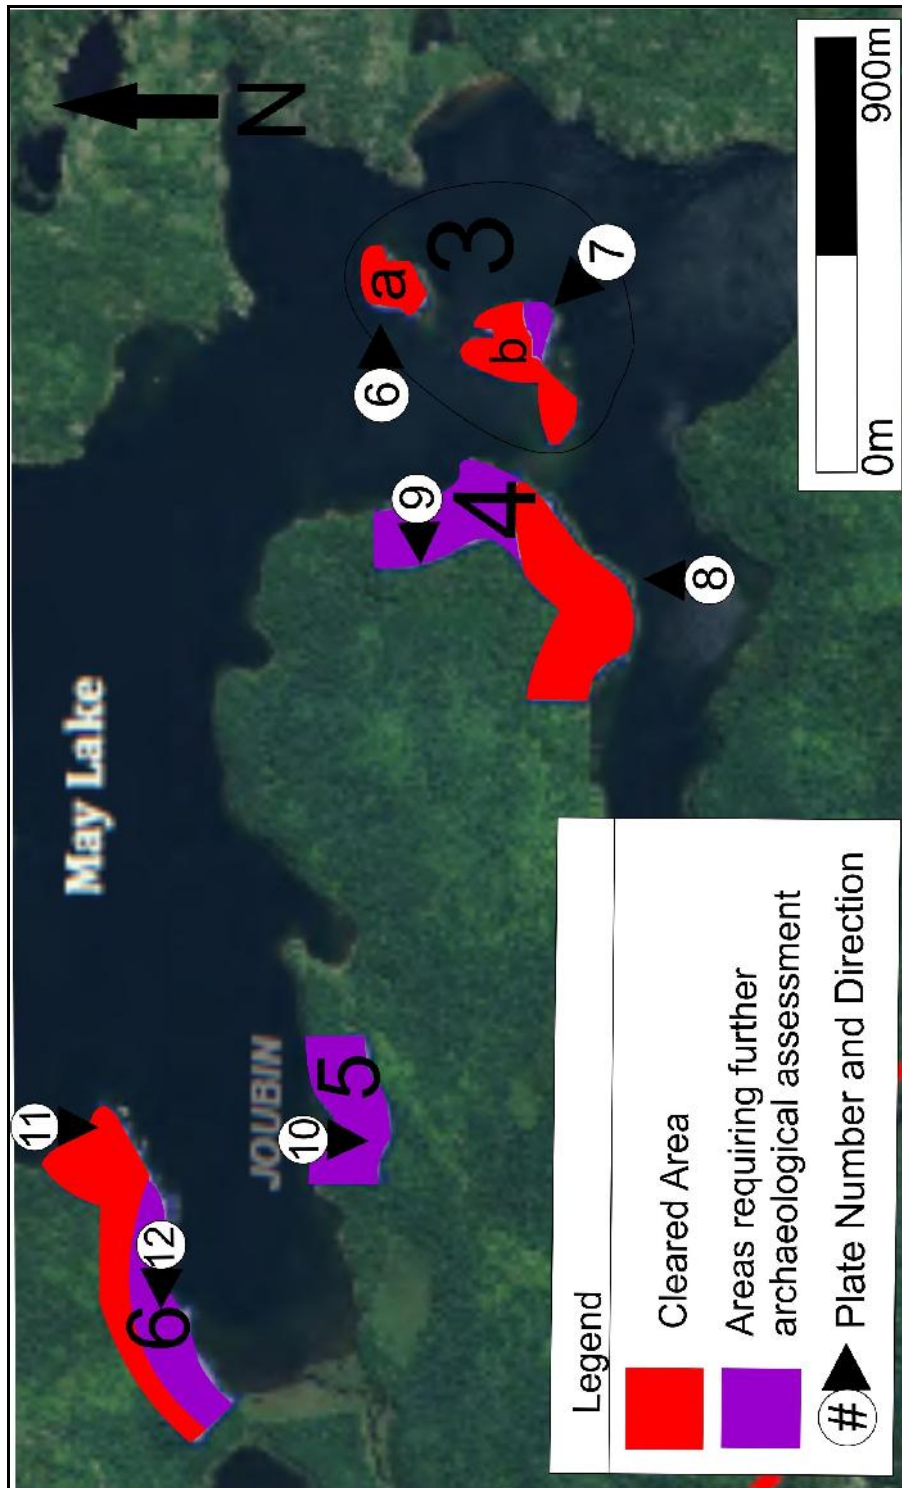 11
May Lake
N
12
6
JOUBIN
10
5
6
a
3
9
4
b
7
8
Legend
Cleared Area
Areas requiring further
archaeological assessment
# Plate Number and Direction
0m 900m